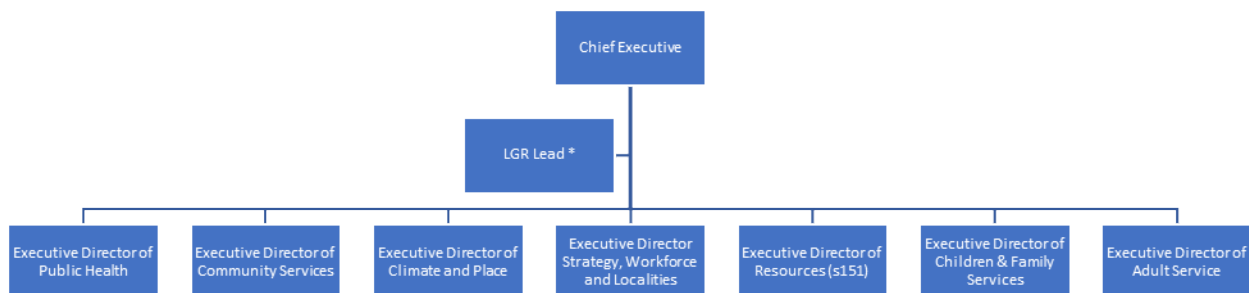 Chief Executive
LGR Lead *
Executive Director of
Public Health
Executive Director of
Community Services
Executive Director of
Climate and Place
Executive Director
Strategy, Workforce
and Localities
Executive Director of
Resources (s151)
Executive Director of
Children & Family
Services
Executive Director of
Adult Service